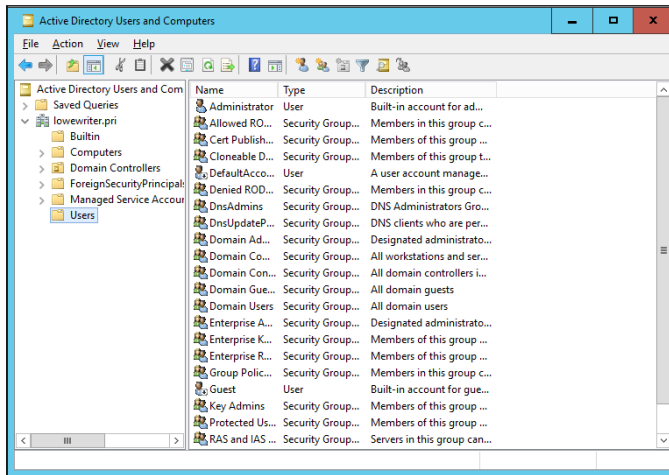 Active Directory Users and Computers
File Action View Help
Active Directory Users and Com
Saved Queries
lowewriter.pri
Builtin
Computers
Domain Controllers
ForeignSecurityPrincipals
Managed Service Accour
Users
Name Type Description
Administrator User Built-in account for ad...
Allowed RO... Security Group... Members in this group c...
Cert Publish... Security Group... Members of this group ...
Cloneable D... Security Group... Members of this group t...
DefaultAcco... User A user account manage...
Denied ROD... Security Group... Members in this group c...
DnsAdmins Security Group... DNS Administrators Gro...
DnsUpdateP... Security Group... DNS clients who are per...
Domain Ad... Security Group... Designated administrato...
Domain Co... Security Group... All workstations and ser...
Domain Con... Security Group... All domain controllers i...
Domain Gue... Security Group... All domain guests
Domain Users Security Group... All domain users
Enterprise A... Security Group... Designated administrato...
Enterprise K... Security Group... Members of this group ...
Enterprise R... Security Group... Members of this group ...
Group Polic... Security Group... Members in this group c...
Guest User Built-in account for gue...
Key Admins Security Group... Members of this group ...
Protected Us... Security Group... Members of this group ...
RAS and IAS ... Security Group... Servers in this group can...